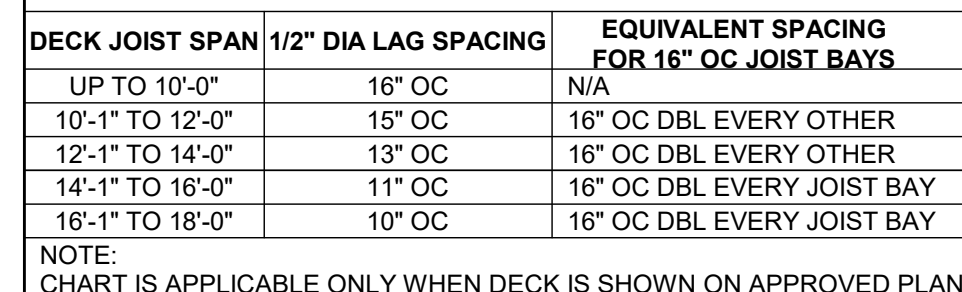 DECK JOIST SPAN 1/2" DIA LAG SPACING EQUIVALENT SPACING
FOR 16" OC JOIST BAYS
UP TO 10'-0" 16" OC N/A
10'-1" TO 12'-0" 15" OC 16" OC DBL EVERY OTHER
12'-1" TO 14'-0" 13" OC 16" OC DBL EVERY OTHER
14'-1" TO 16'-0" 11" OC 16" OC DBL EVERY JOIST BAY
16'-1" TO 18'-0" 10" OC 16" OC DBL EVERY JOIST BAY
NOTE:
CHART IS APPLICABLE ONLY WHEN DECK IS SHOWN ON APPROVED PLAN